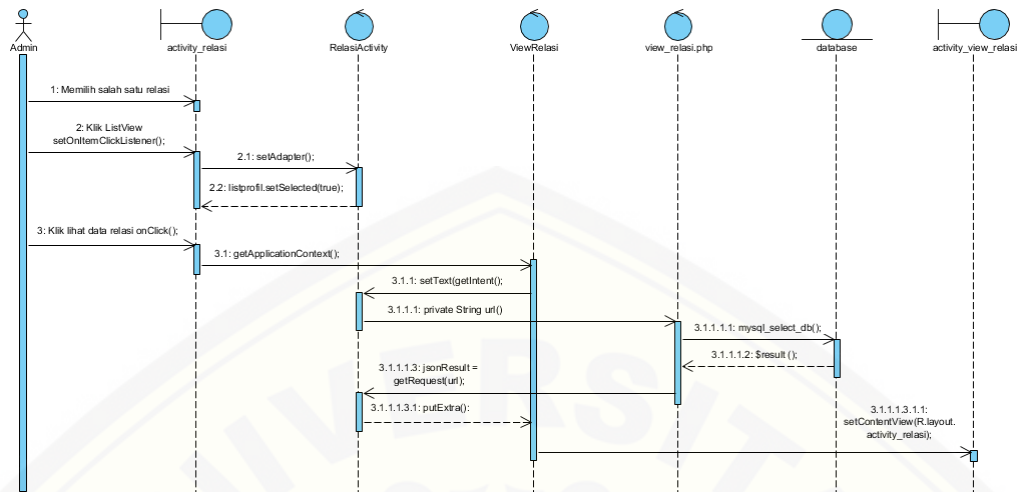 Admin
activity_relasi
RelasiActivity
ViewRelasi
view_relasi.php
database
activity_view_relasi
1: Memilih salah satu relasi
2: Klik ListView
setOnItemClickListener();
2.1: setAdapter();
2.2: listprofil.setSelected(true);
3: Klik lihat data relasi onClick();
3.1: getApplicationContext();
3.1.1: setText(getIntent();
3.1.1.1: private String url()
3.1.1.1.1: mysql_select_db();
3.1.1.1.2: $result ();
3.1.1.1.3: jsonResult =
getRequest(url);
3.1.1.1.3.1: putExtra():
3.1.1.1.3.1.1:
setContentView(R.layout.
activity_relasi);
IVERSIT